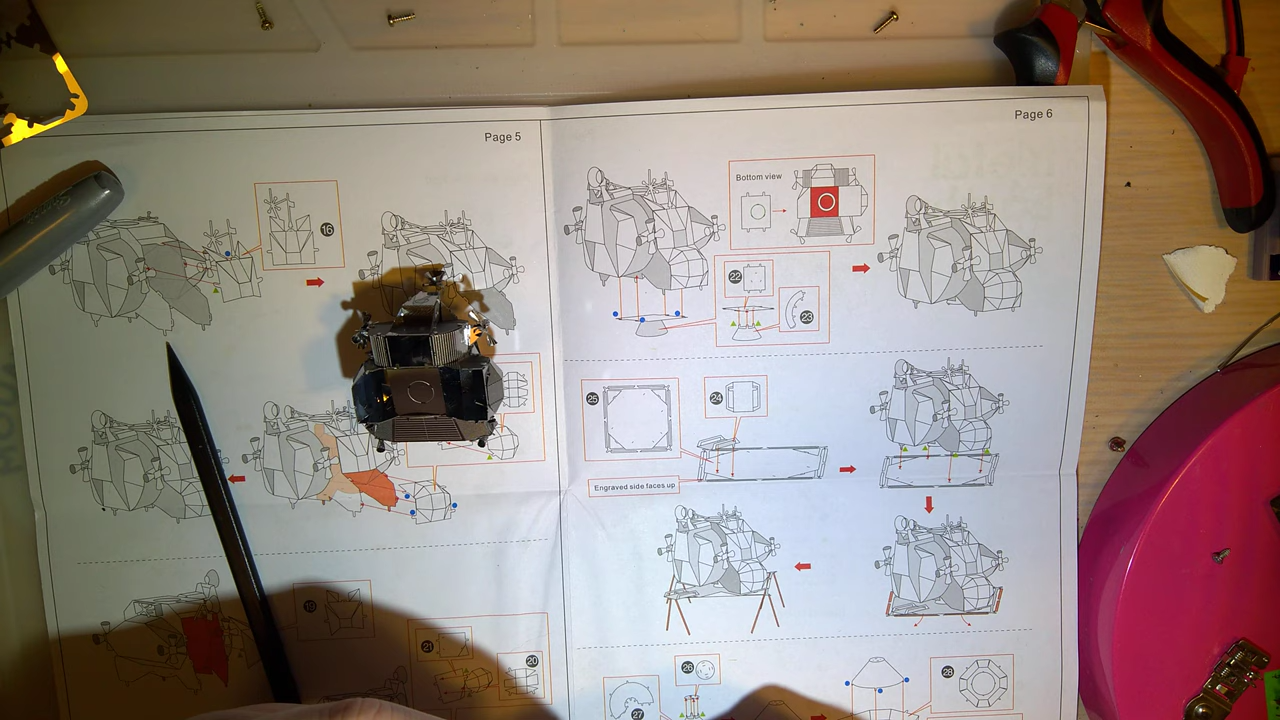 Page 5
16
19
21
20
Page 6
Bottom view
22
23
25
24
Engraved side faces up
26
27
28